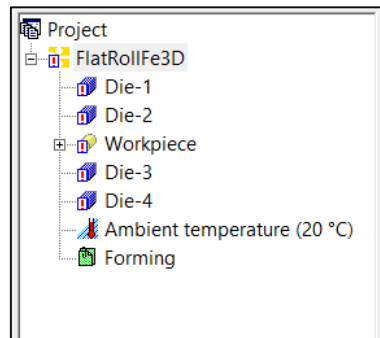 Project
FlatRollFe3D
Die-1
Die-2
Workpiece
Die-3
Die-4
Ambient temperature (20 °C)
Forming